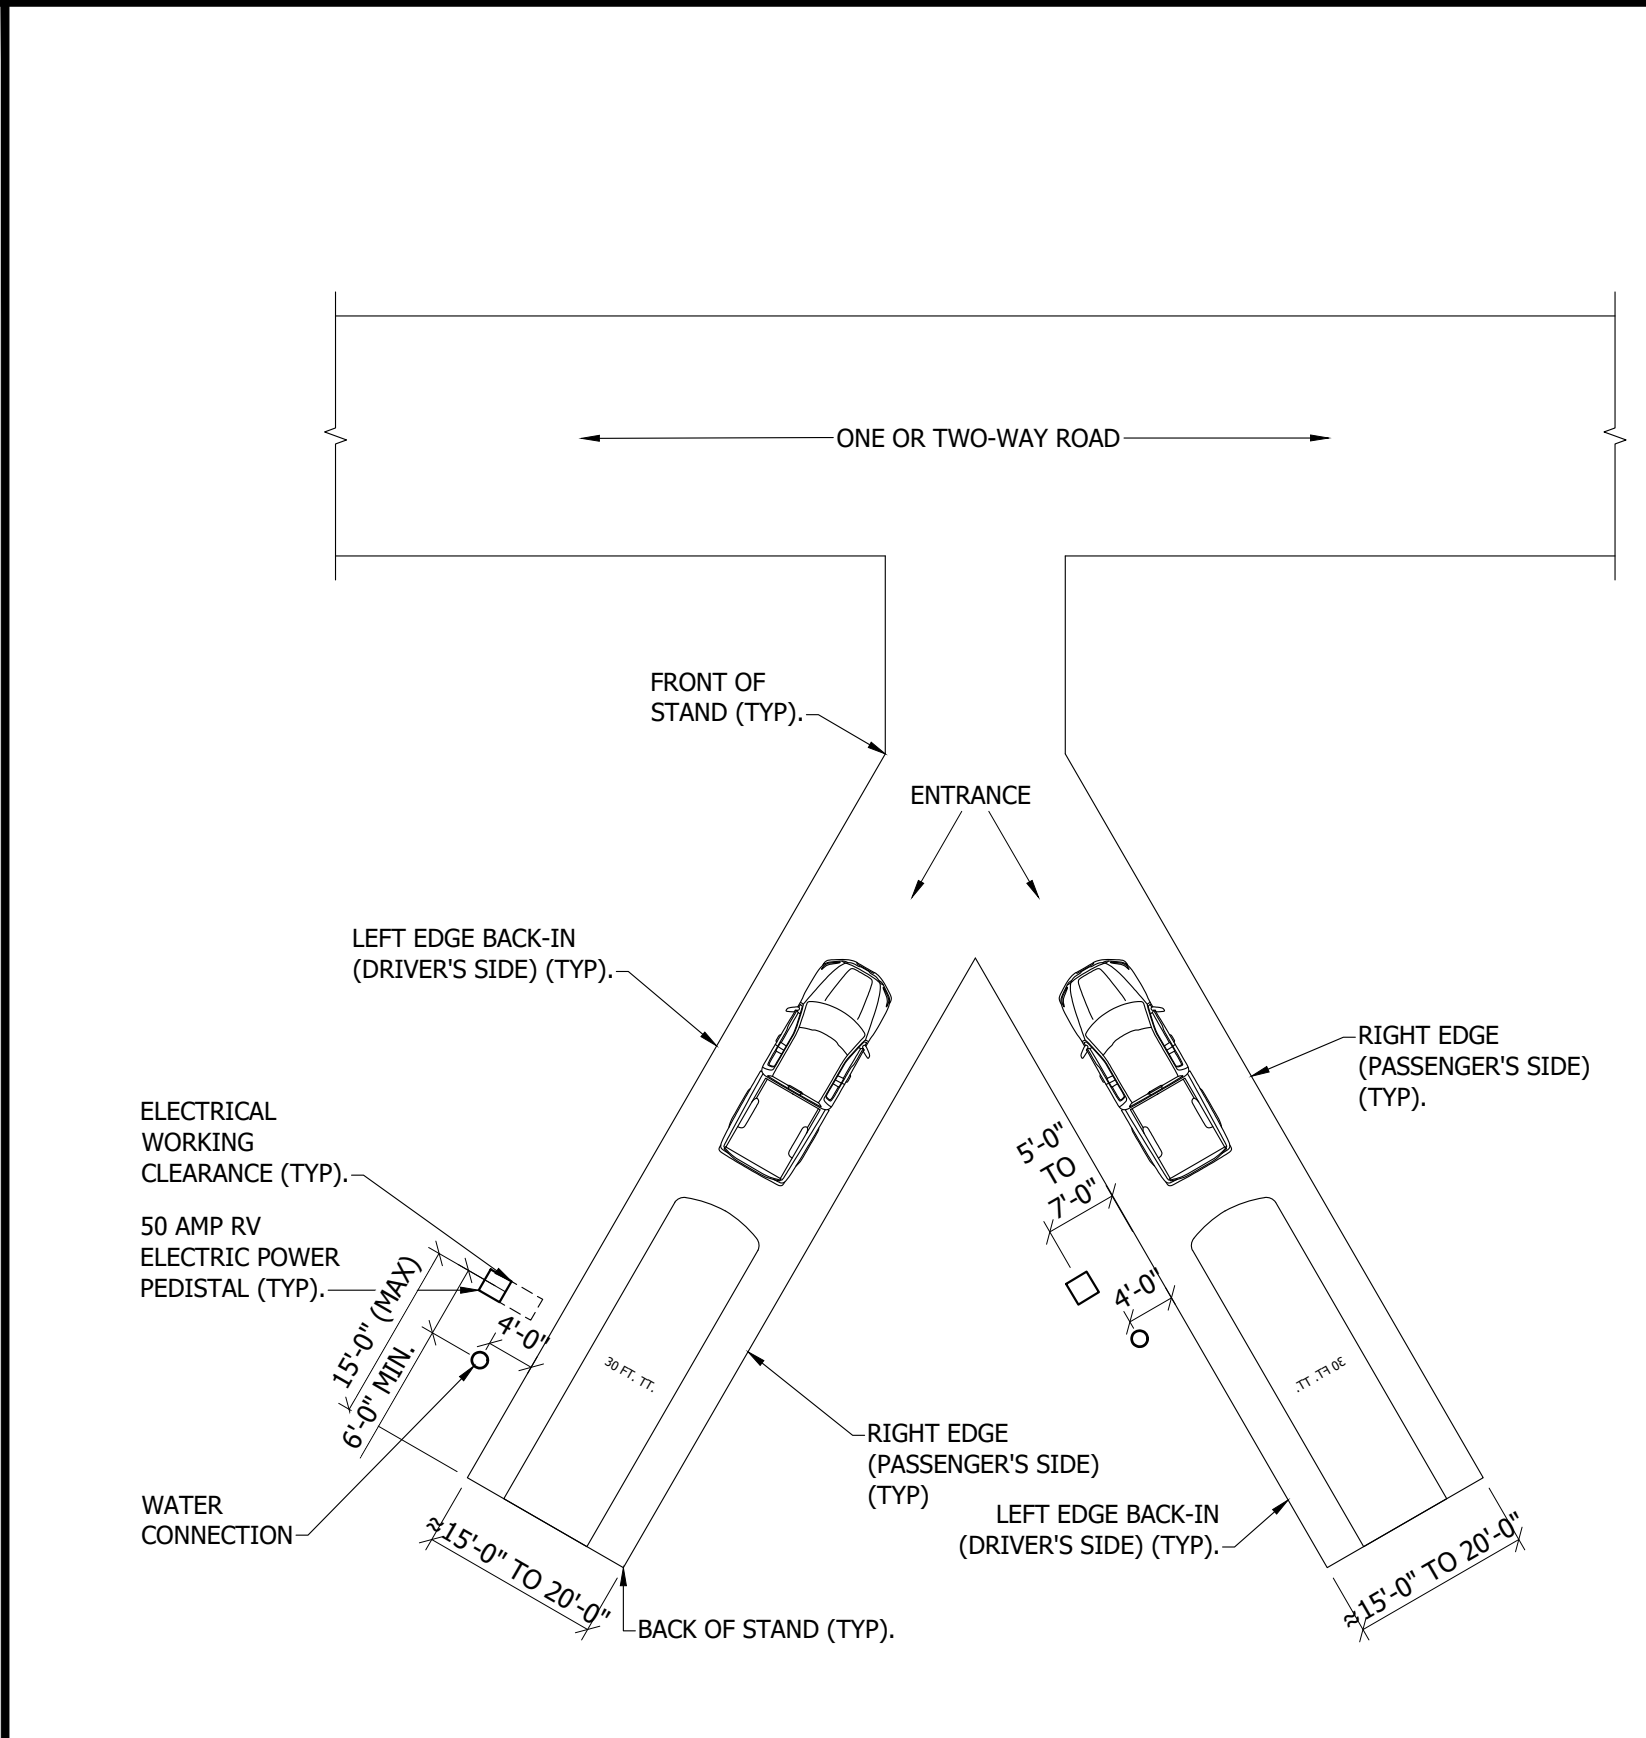 ONE OR TWO-WAY ROAD
FRONT OF
STAND (TYP).
ENTRANCE
LEFT EDGE BACK-IN
(DRIVER'S SIDE) (TYP).
RIGHT EDGE
(PASSENGER'S SIDE)
(TYP).
ELECTRICAL
WORKING
CLEARANCE (TYP).
5'-0"
TO
7'-0"
50 AMP RV
ELECTRIC POWER
PEDISTAL (TYP).
15'-0" (MAX)
6'-0" MIN.
4'-0"
4'-0"
30 FT. TT.
30 FT. TT.
RIGHT EDGE
(PASSENGER'S SIDE)
(TYP)
WATER
CONNECTION
LEFT EDGE BACK-IN
(DRIVER'S SIDE) (TYP).
≈15'-0" TO 20'-0"
≈15'-0" TO 20'-0"
BACK OF STAND (TYP).